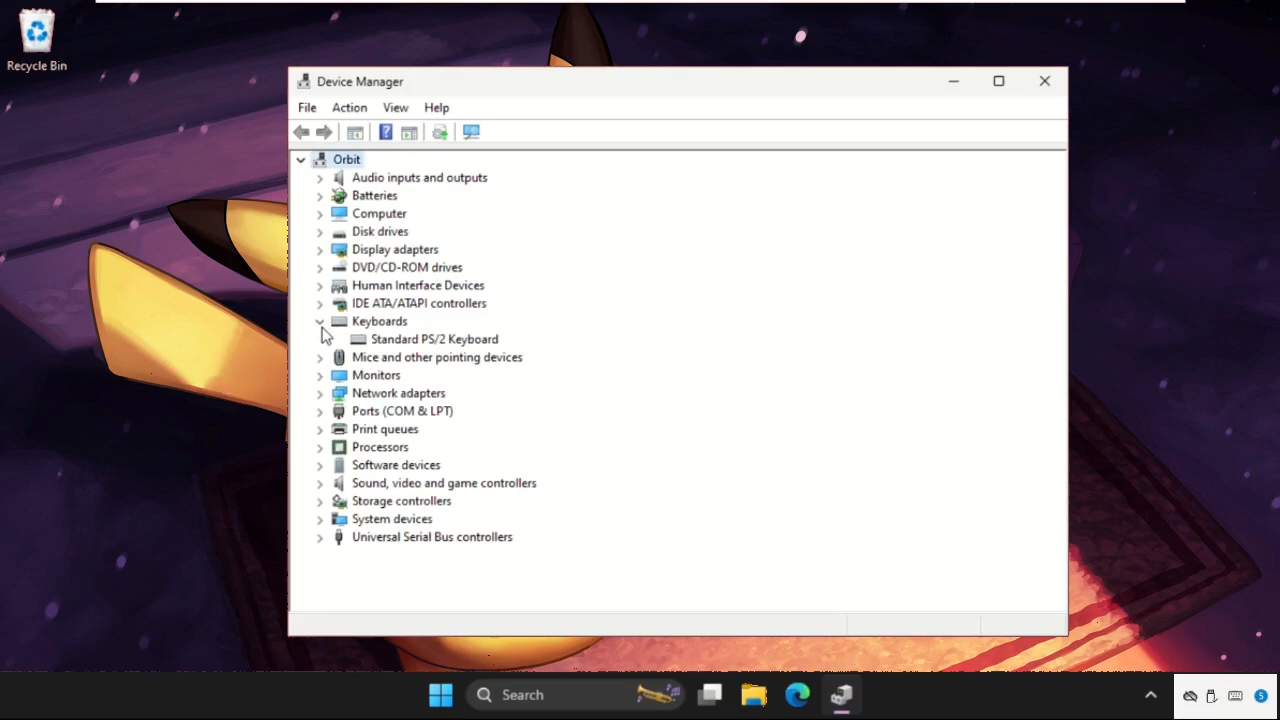 Recycle Bin
Device Manager
File Action View Help
Orbit
Audio inputs and outputs
Batteries
Computer
Disk drives
Display adapters
DVD/CD-ROM drives
Human Interface Devices
IDE ATA/ATAPI controllers
Keyboards
Standard PS/2 Keyboard
Mice and other pointing devices
Monitors
Network adapters
Ports (COM & LPT)
Print queues
Processors
Software devices
Sound, video and game controllers
Storage controllers
System devices
Universal Serial Bus controllers
Search
5